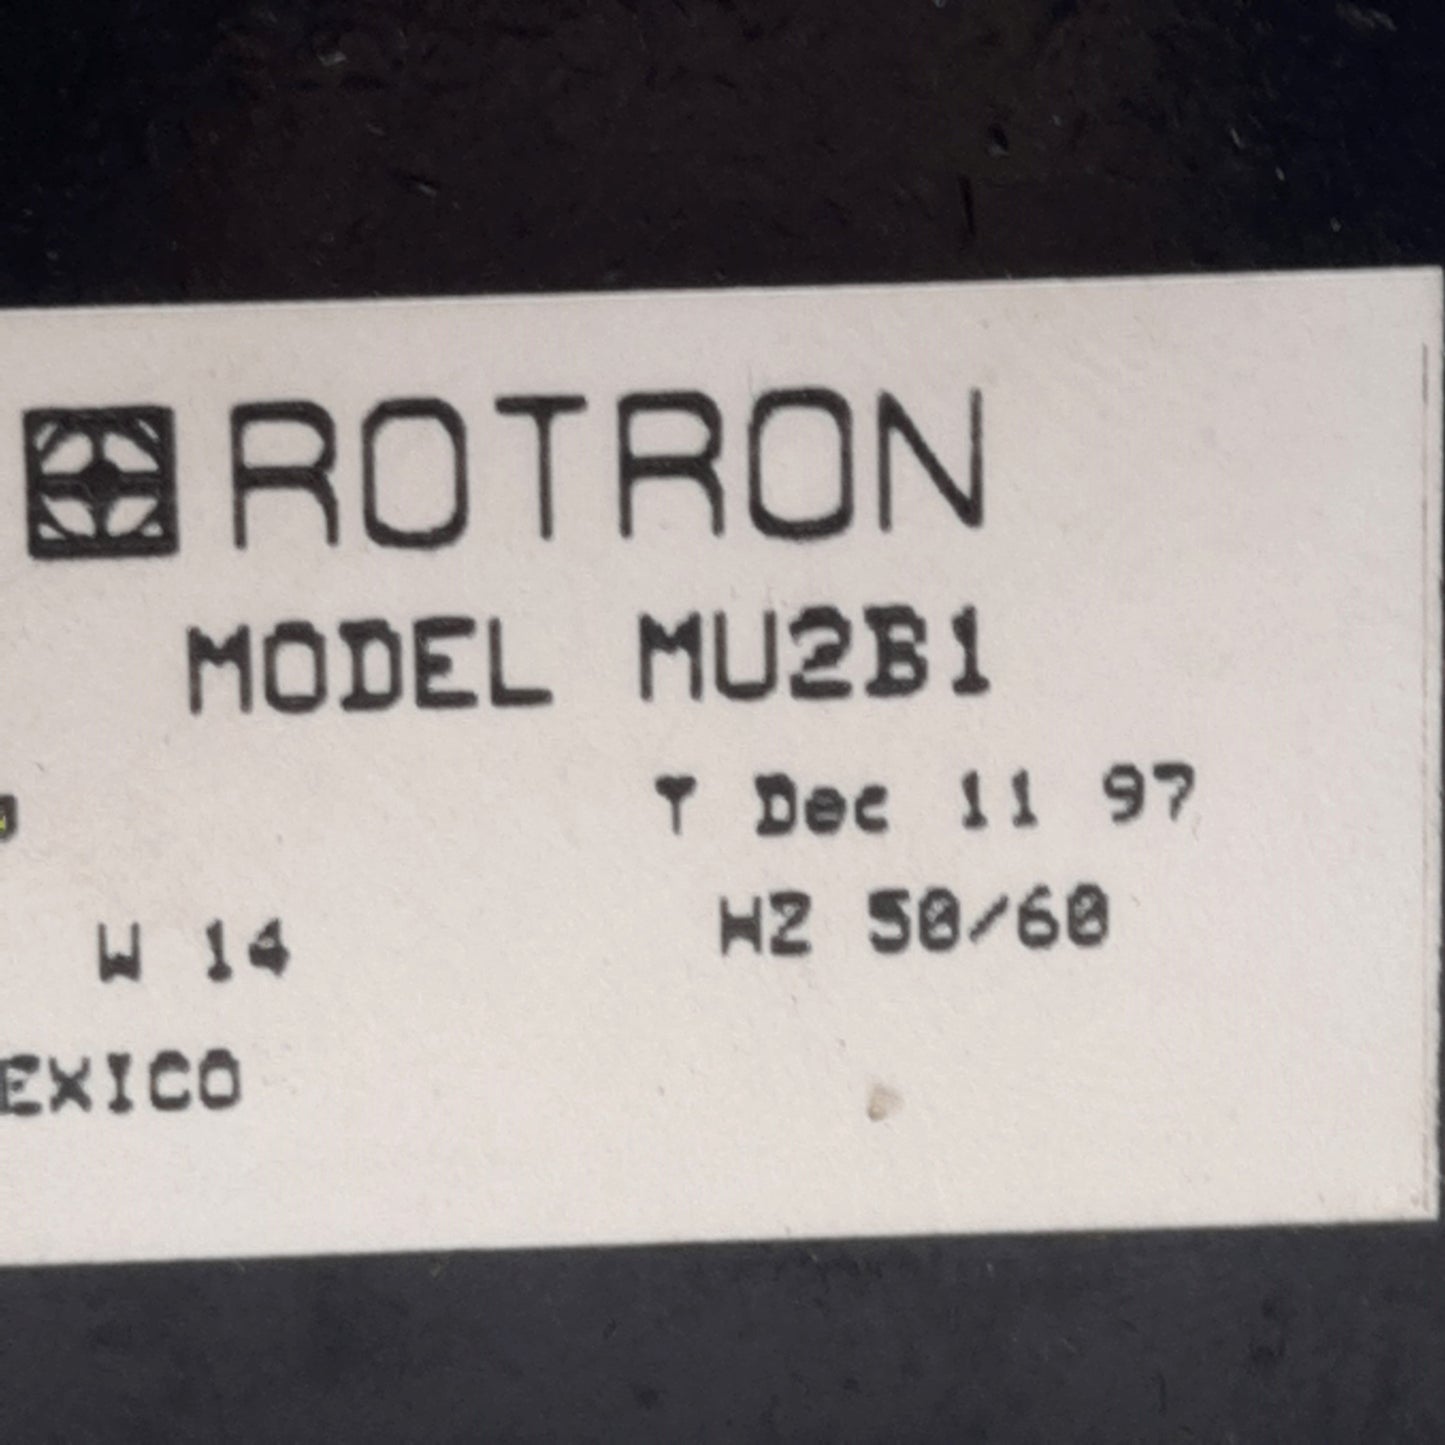 ROTRON
MODEL MU2B1
T Dec 11 97
W 14 HZ 50/60
EXICO